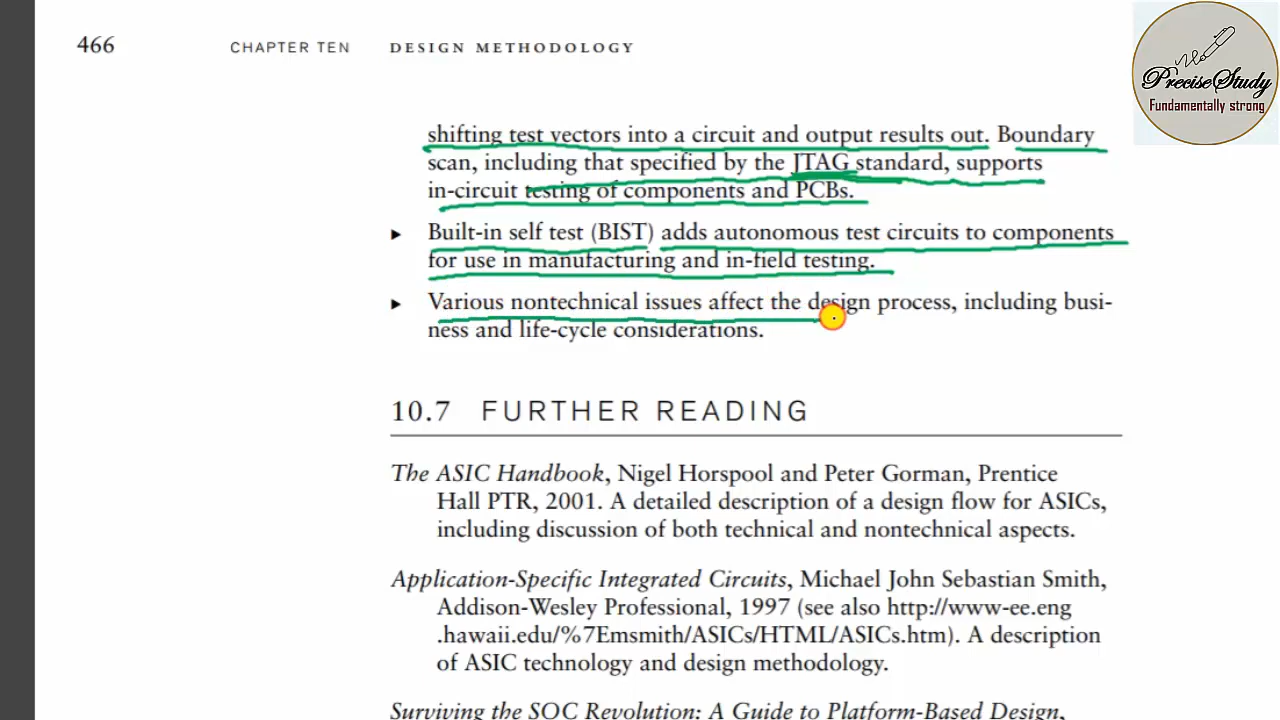 466 CHAPTER TEN DESIGN METHODOLOGY
PreciseStudy
Fundamentally strong
shifting test vectors into a circuit and output results out. Boundary
scan, including that specified by the JTAG standard, supports
in-circuit testing of components and PCBs.
▸ Built-in self test (BIST) adds autonomous test circuits to components
for use in manufacturing and in-field testing.
▸ Various nontechnical issues affect the design process, including busi-
ness and life-cycle considerations.
10.7 FURTHER READING
The ASIC Handbook, Nigel Horspool and Peter Gorman, Prentice
Hall PTR, 2001. A detailed description of a design flow for ASICs,
including discussion of both technical and nontechnical aspects.
Application-Specific Integrated Circuits, Michael John Sebastian Smith,
Addison-Wesley Professional, 1997 (see also http://www-ee.eng
.hawaii.edu/%7Emsmith/ASICs/HTML/ASICs.htm). A description
of ASIC technology and design methodology.
Surviving the SOC Revolution: A Guide to Platform-Based Design,